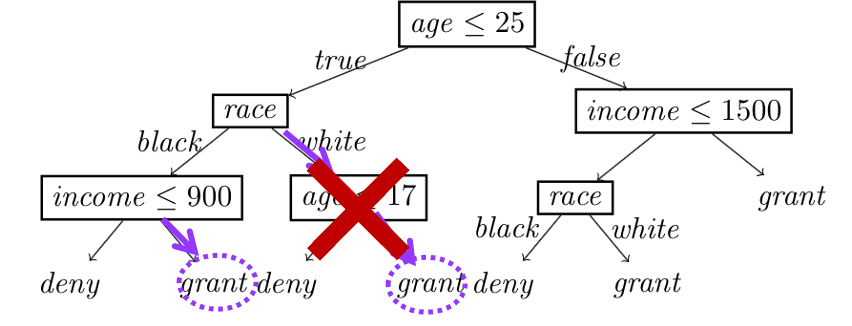 age ≤ 25
true
false
race
income ≤ 1500
black
white
income ≤ 900
17
race
grant
black
white
deny
grant
deny
grant
deny
grant